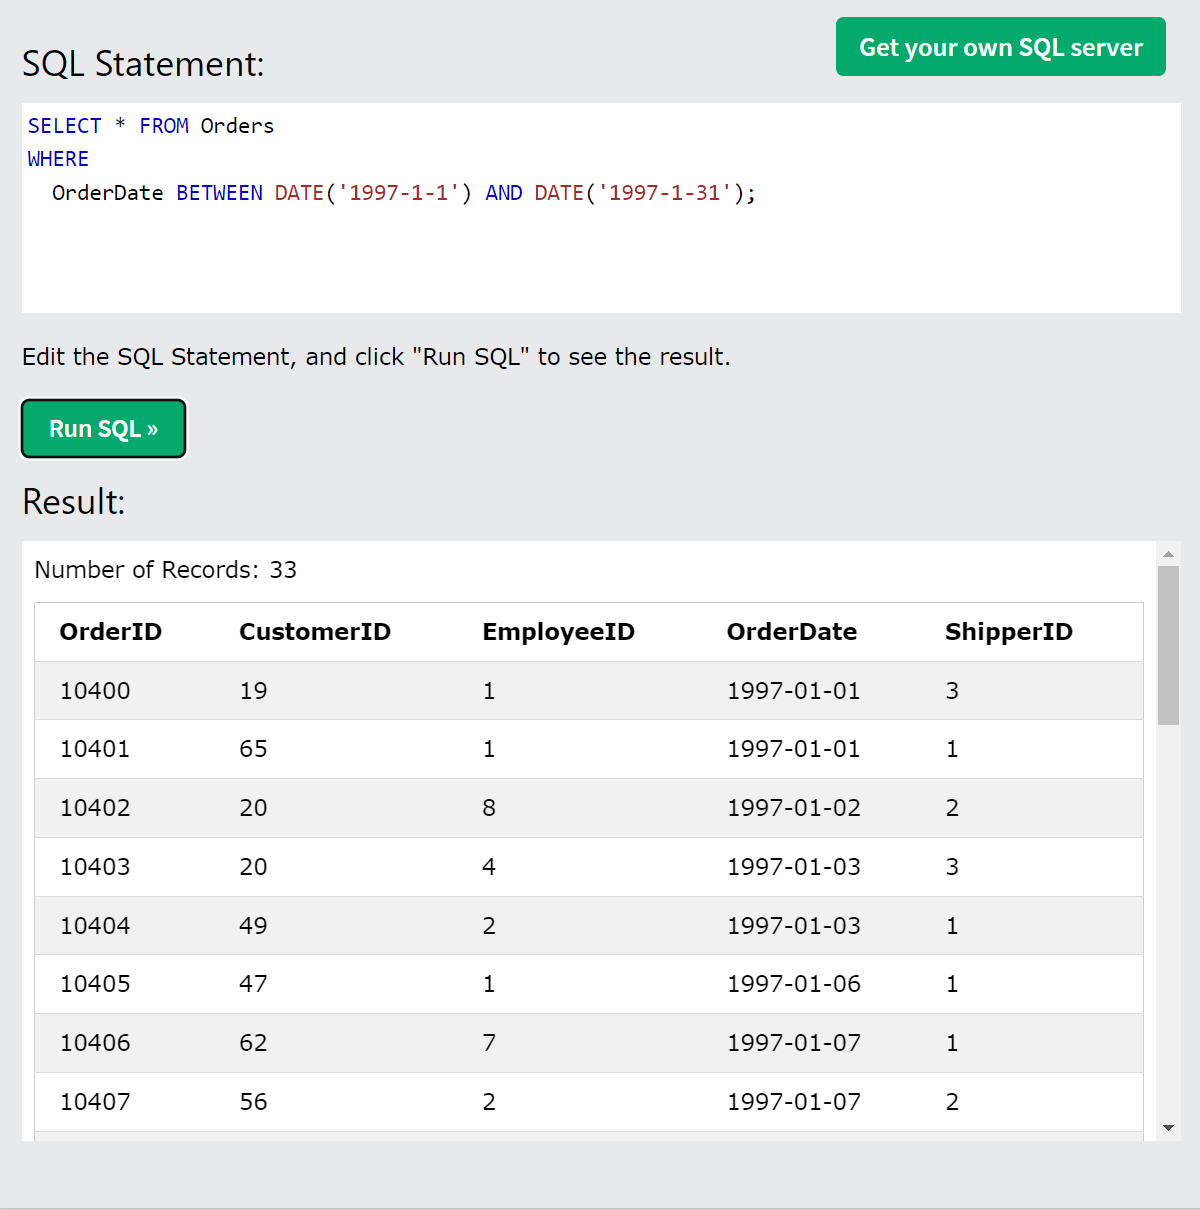 Get your own SQL server
SQL Statement:
SELECT * FROM Orders
WHERE
  OrderDate BETWEEN DATE('1997-1-1') AND DATE('1997-1-31');
Edit the SQL Statement, and click "Run SQL" to see the result.
Run SQL »
Result:
Number of Records: 33
OrderID CustomerID EmployeeID OrderDate ShipperID
10400 19 1 1997-01-01 3
10401 65 1 1997-01-01 1
10402 20 8 1997-01-02 2
10403 20 4 1997-01-03 3
10404 49 2 1997-01-03 1
10405 47 1 1997-01-06 1
10406 62 7 1997-01-07 1
10407 56 2 1997-01-07 2